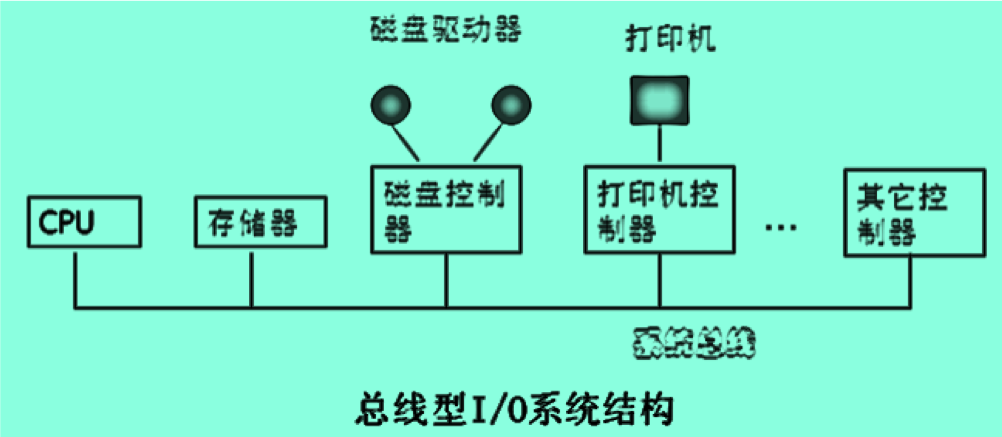 磁盘驱动器
打印机
CPU
存储器
磁盘控制
器
打印机控
制器
...
其它控
制器
系统总线
总线型I/O系统结构